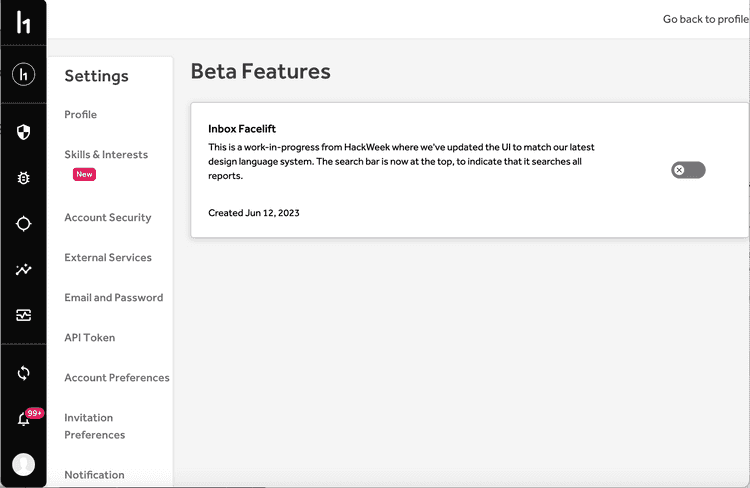 h1
Go back to profile
h1
Settings
Beta Features
Profile
Inbox Facelift
This is a work-in-progress from HackWeek where we've updated the UI to match our latest
design language system. The search bar is now at the top, to indicate that it searches all
reports.
Skills & Interests
New
Created Jun 12, 2023
Account Security
External Services
Email and Password
API Token
Account Preferences
Invitation
Preferences
99+
Notification